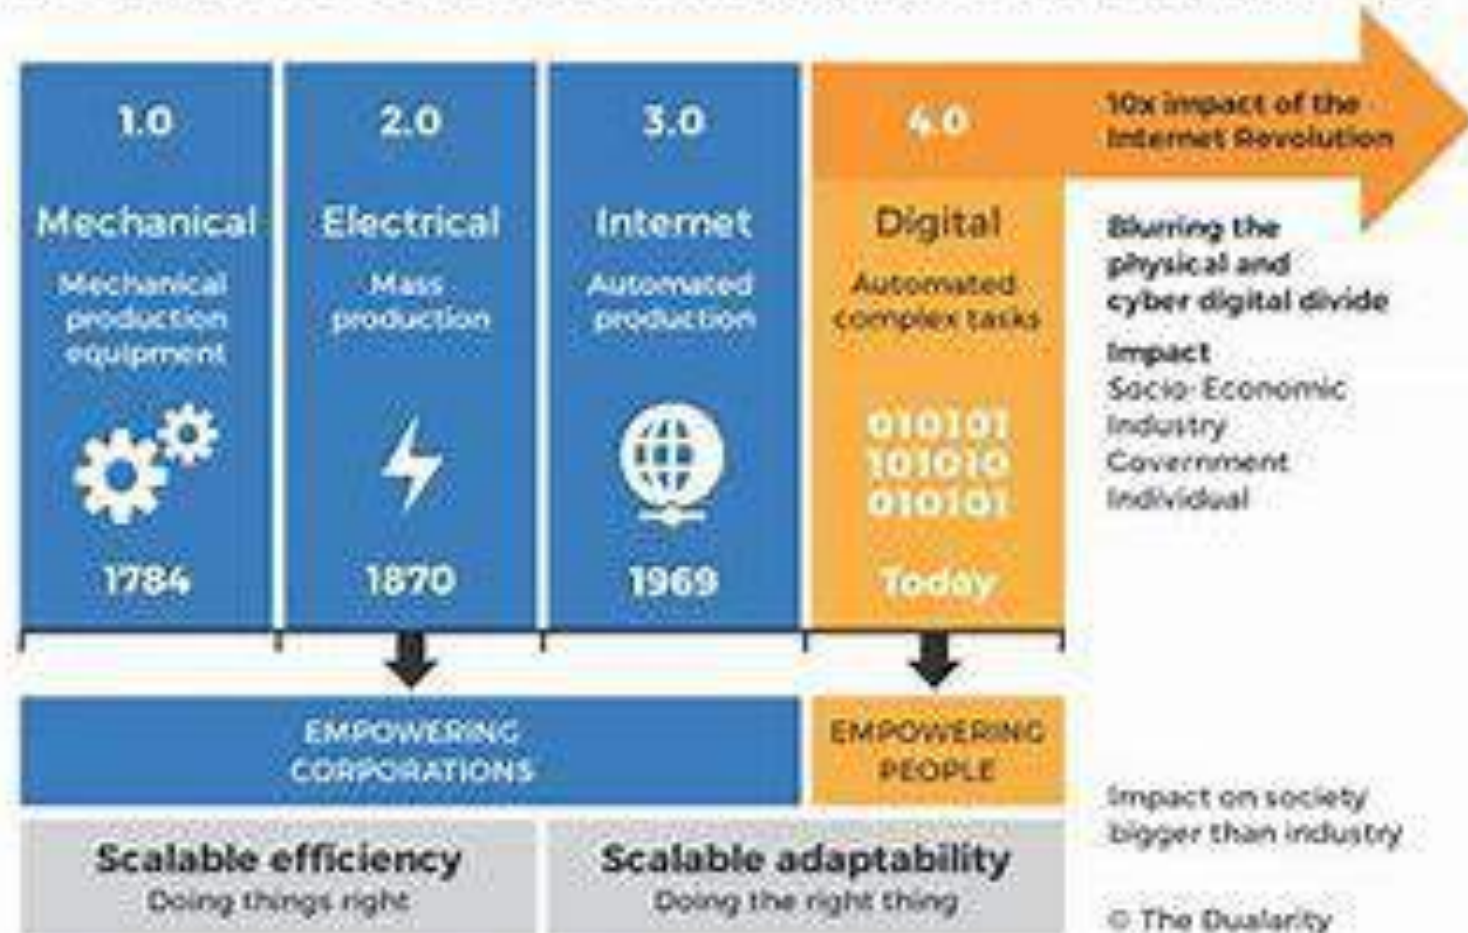 1.0
Mechanical
Mechanical
production
equipment
1784
2.0
Electrical
Mass
production
1870
3.0
Internet
Automated
production
1969
4.0
Digital
Automated
complex tasks
010101
101010
010101
Today
10x impact of the
Internet Revolution
Blurring the
physical and
cyber digital divide
Impact
Socio-Economic
Industry
Government
Individual
EMPOWERING
CORPORATIONS
EMPOWERING
PEOPLE
Impact on society
bigger than industry
Scalable efficiency
Doing things right
Scalable adaptability
Doing the right thing
© The Dualarity